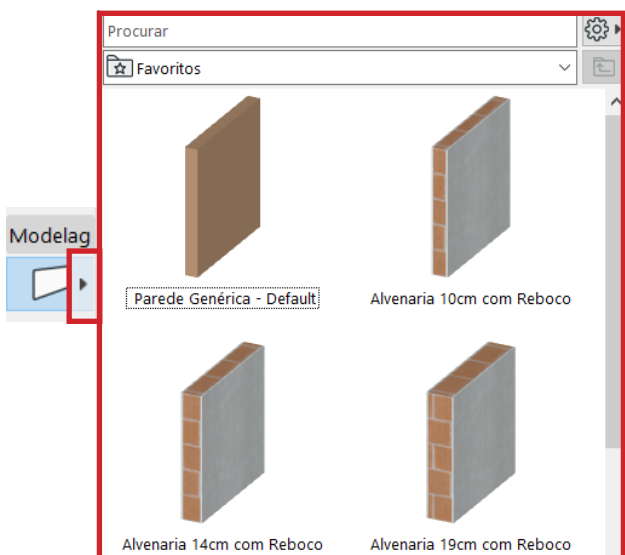 Procurar
Favoritos
Modelag
Parede Genérica - Default
Alvenaria 10cm com Reboco
Alvenaria 14cm com Reboco
Alvenaria 19cm com Reboco